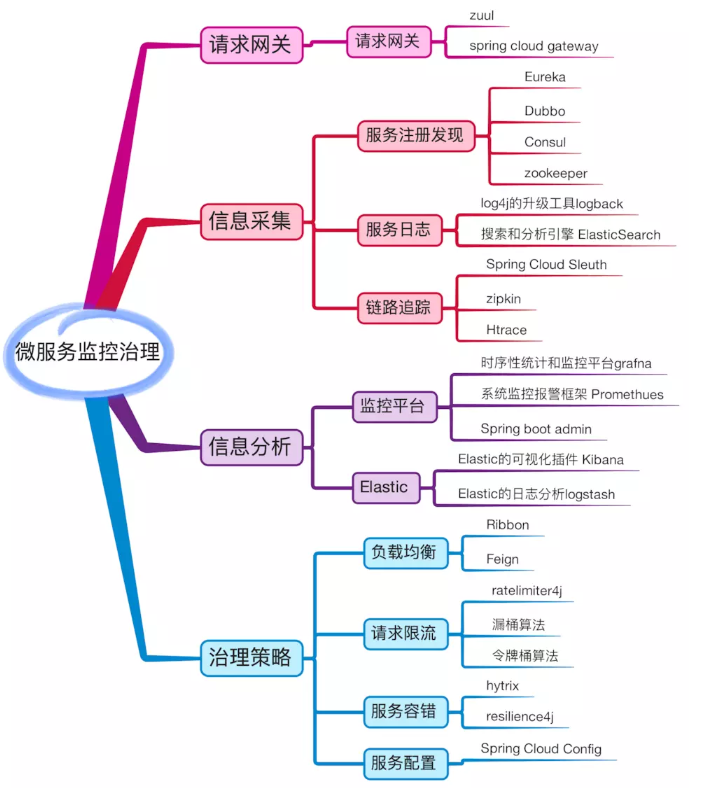 请求网关
请求网关
zuul
spring cloud gateway
信息采集
服务注册发现
Eureka
Dubbo
Consul
zookeeper
服务日志
log4j的升级工具logback
搜索和分析引擎 ElasticSearch
链路追踪
Spring Cloud Sleuth
zipkin
Htrace
微服务监控治理
信息分析
监控平台
时序性统计和监控平台grafna
系统监控报警框架 Promethues
Spring boot admin
Elastic
Elastic的可视化插件 Kibana
Elastic的日志分析logstash
治理策略
负载均衡
Ribbon
Feign
请求限流
ratelimiter4j
漏桶算法
令牌桶算法
服务容错
hytrix
resilience4j
服务配置
Spring Cloud Config